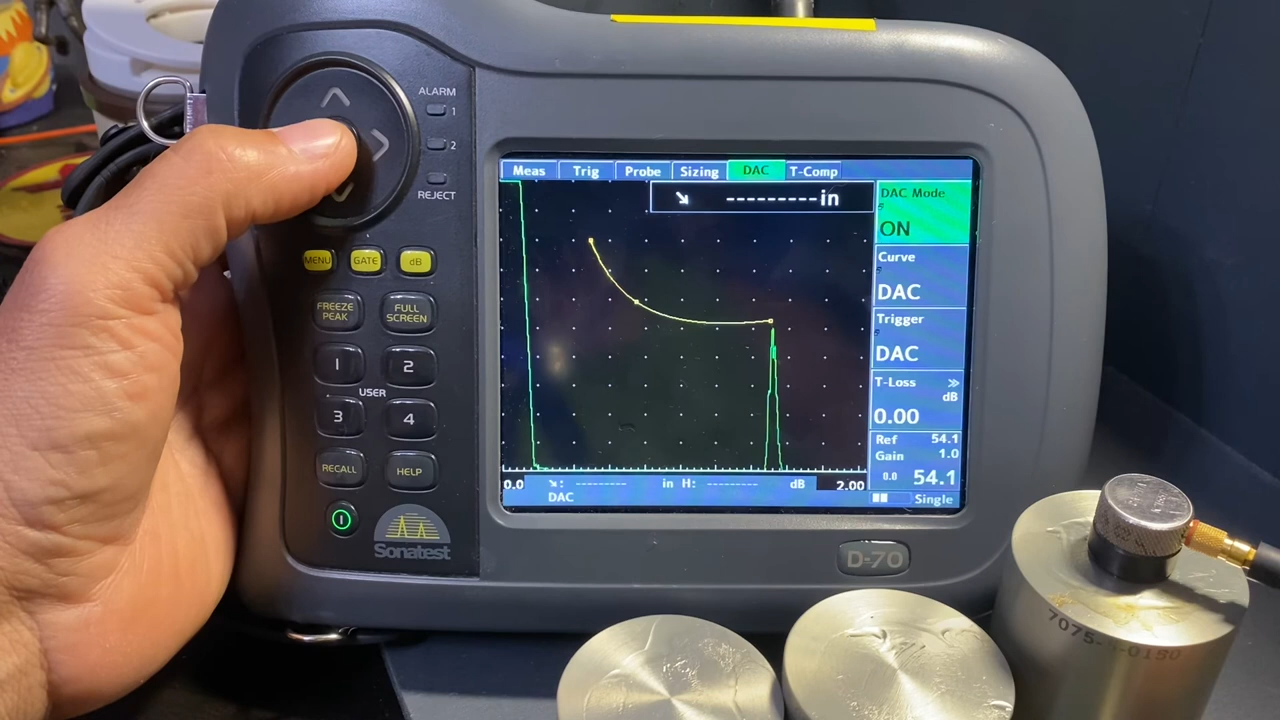 ALARM
1
2
REJECT
MENU GATE dB
FREEZE PEAK
FULL SCREEN
1 2
USER
3 4
RECALL HELP
Sonatest
Meas Trig Probe Sizing DAC T-Comp
---------in
DAC Mode
ON
Curve
DAC
Trigger
DAC
T-Loss
dB
0.00
Ref 54.1
Gain 1.0
0.0 54.1
0.0 : --------- in H: --------- dB 2.00
DAC Single
D-70
7075-
-0150